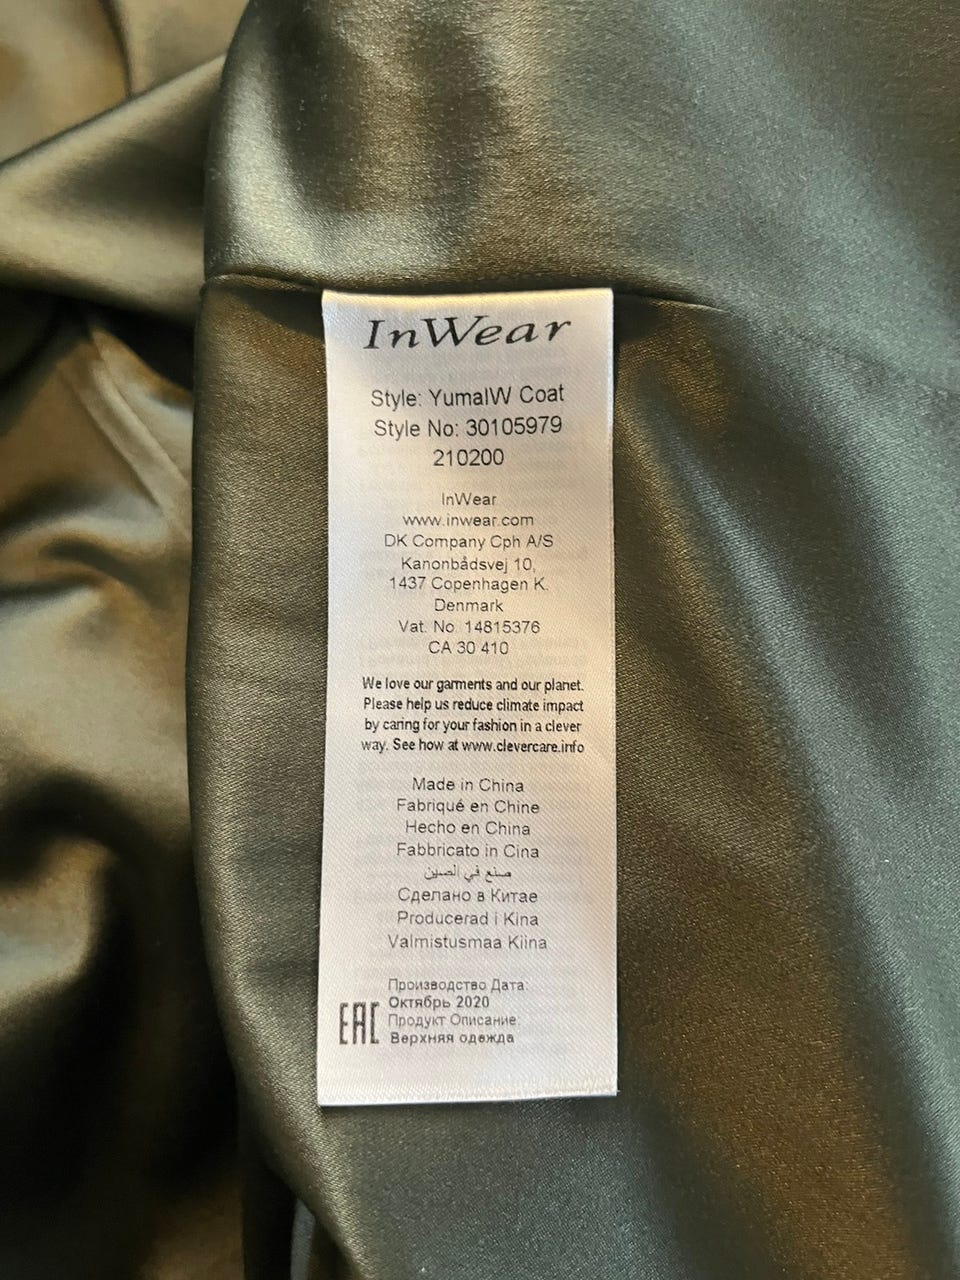 InWear
Style: YumaIW Coat
Style No: 30105979
210200
InWear
www.inwear.com
DK Company Cph A/S
Kanonbådsvej 10,
1437 Copenhagen K.
Denmark
Vat. No. 14815376
CA 30 410
We love our garments and our planet.
Please help us reduce climate impact
by caring for your fashion in a clever
way. See how at www.clevercare.info
Made in China
Fabriqué en Chine
Hecho en China
Fabbricato in Cina
صنع في الصين
Сделано в Китае
Producerad i Kina
Valmistusmaa Kiina
Производство Дата:
Октябрь 2020
EAC
Продукт Описание:
Верхняя одежда